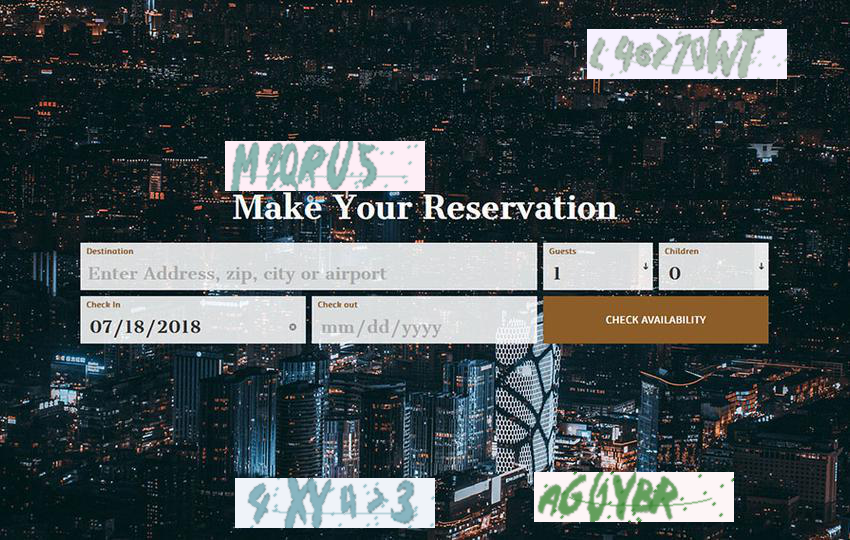 Make Your Reservation
Destination
Enter Address, zip, city or airport
Guests
1
Children
0
Check In
07/18/2018
Check out
mm/dd/yyyy
CHECK AVAILABILITY